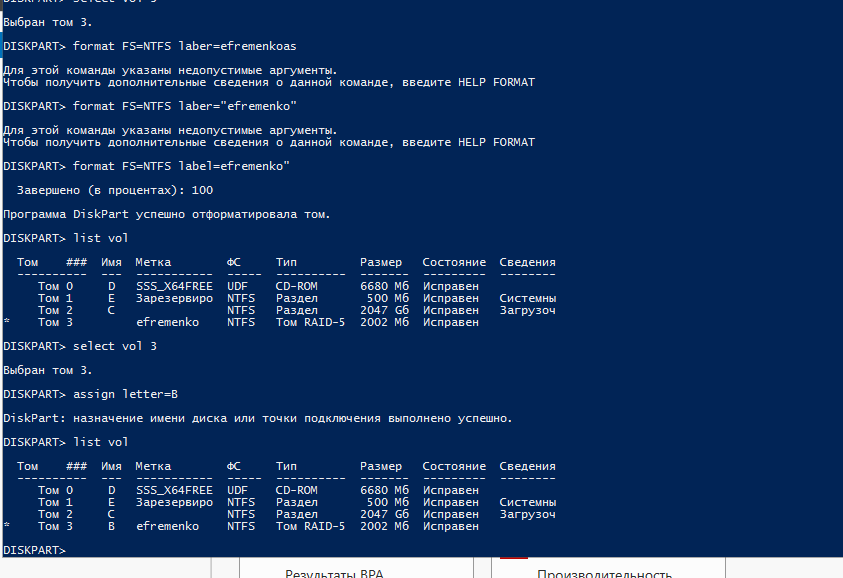 Выбран том 3.
DISKPART> format FS=NTFS laber=efremenkoas
Для этой команды указаны недопустимые аргументы.
Чтобы получить дополнительные сведения о данной команде, введите HELP FORMAT
DISKPART> format FS=NTFS laber="efremenko"
Для этой команды указаны недопустимые аргументы.
Чтобы получить дополнительные сведения о данной команде, введите HELP FORMAT
DISKPART> format FS=NTFS label=efremenko"
Завершено (в процентах): 100
Программа DiskPart успешно отформатировала том.
DISKPART> list vol
Том ### Имя Метка ФС Тип Размер Состояние Сведения
---------- --- ----------- ----- ---------- ------- --------- --------
Том 0 D SSS_X64FREE UDF CD-ROM 6680 Мб Исправен
Том 1 E Зарезервиро NTFS Раздел 500 Мб Исправен Системны
Том 2 C NTFS Раздел 2047 Gб Исправен Загрузоч
* Том 3 efremenko NTFS Том RAID-5 2002 Мб Исправен
DISKPART> select vol 3
Выбран том 3.
DISKPART> assign letter=B
DiskPart: назначение имени диска или точки подключения выполнено успешно.
DISKPART> list vol
Том ### Имя Метка ФС Тип Размер Состояние Сведения
---------- --- ----------- ----- ---------- ------- --------- --------
Том 0 D SSS_X64FREE UDF CD-ROM 6680 Мб Исправен
Том 1 E Зарезервиро NTFS Раздел 500 Мб Исправен Системны
Том 2 C NTFS Раздел 2047 Gб Исправен Загрузоч
* Том 3 B efremenko NTFS Том RAID-5 2002 Мб Исправен
DISKPART>
Результаты BPA Производительность